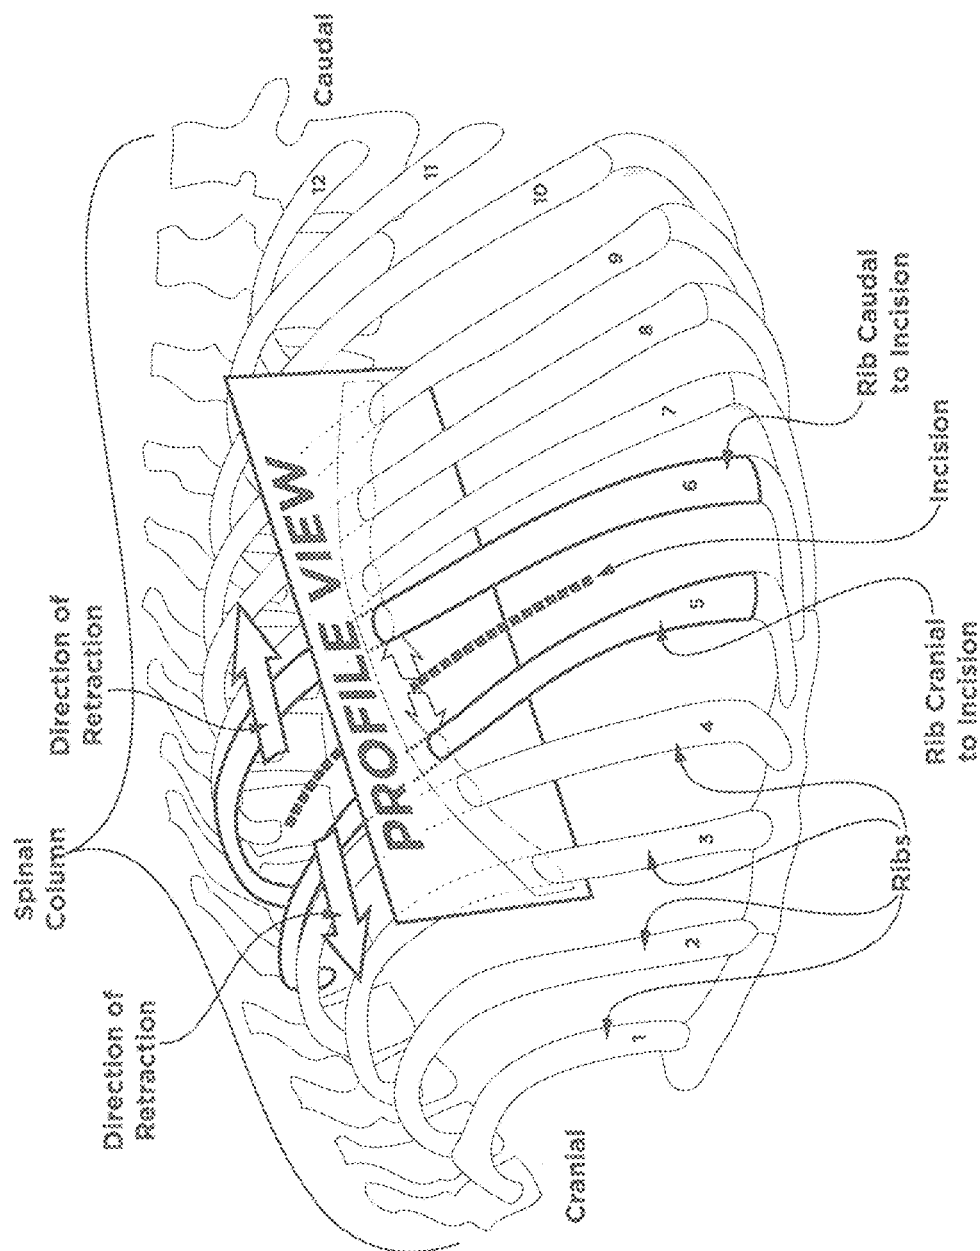 Spinal
Column
Direction of
Retraction
Direction of
Retraction
Caudal
Cranial
PROFILE VIEW
1
2
3
4
5
6
7
8
9
10
11
12
Ribs
Rib Cranial
to Incision
Incision
Rib Caudal
to Incision